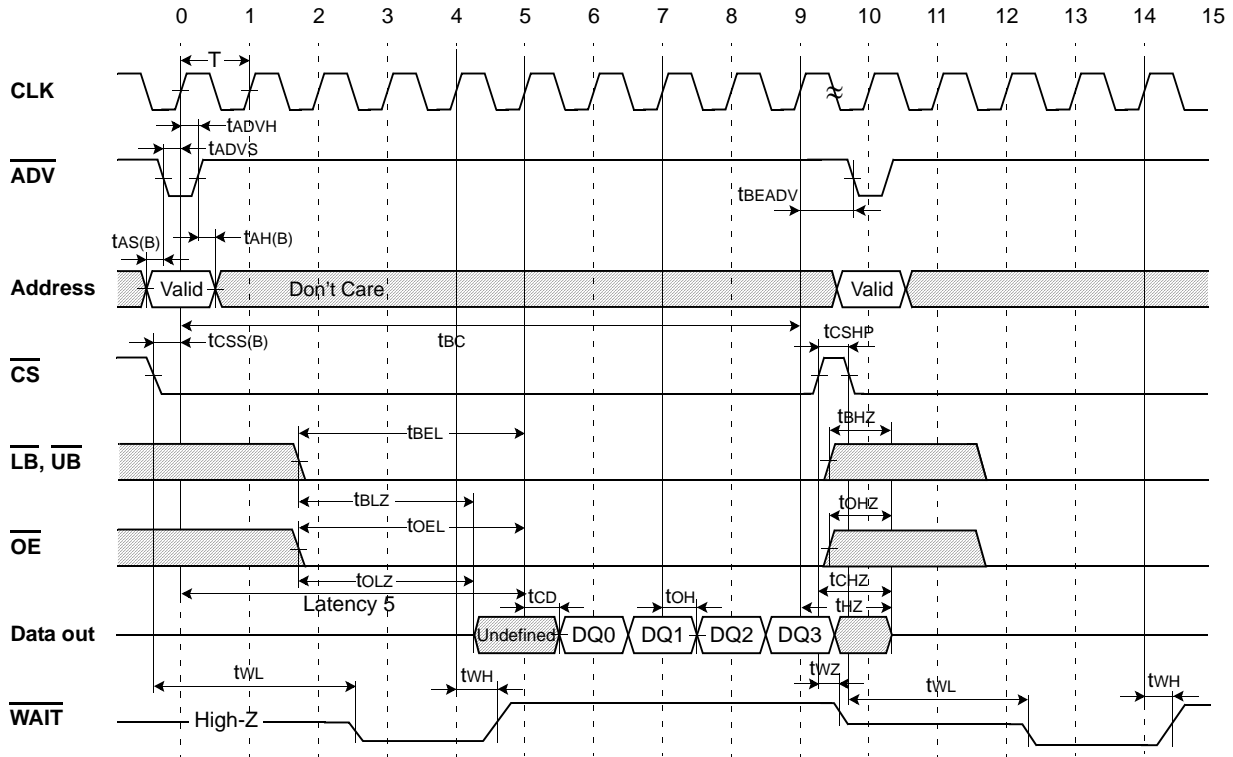 0 1 2 3 4 5 6 7 8 9 10 11 12 13 14 15
T
CLK
tADVH
tADVS
ADV
tBEADV
tAS(B) tAH(B)
Address Valid Don't Care Valid
tCSS(B) tBC tCSHP
CS
tBEL tBHZ
LB, UB
tBLZ tOHZ
tOEL
OE
tOLZ tCHZ
Latency 5 tCD tOH tHZ
Data out Undefined DQ0 DQ1 DQ2 DQ3
tWL tWH tWZ tWL tWH
WAIT High-Z